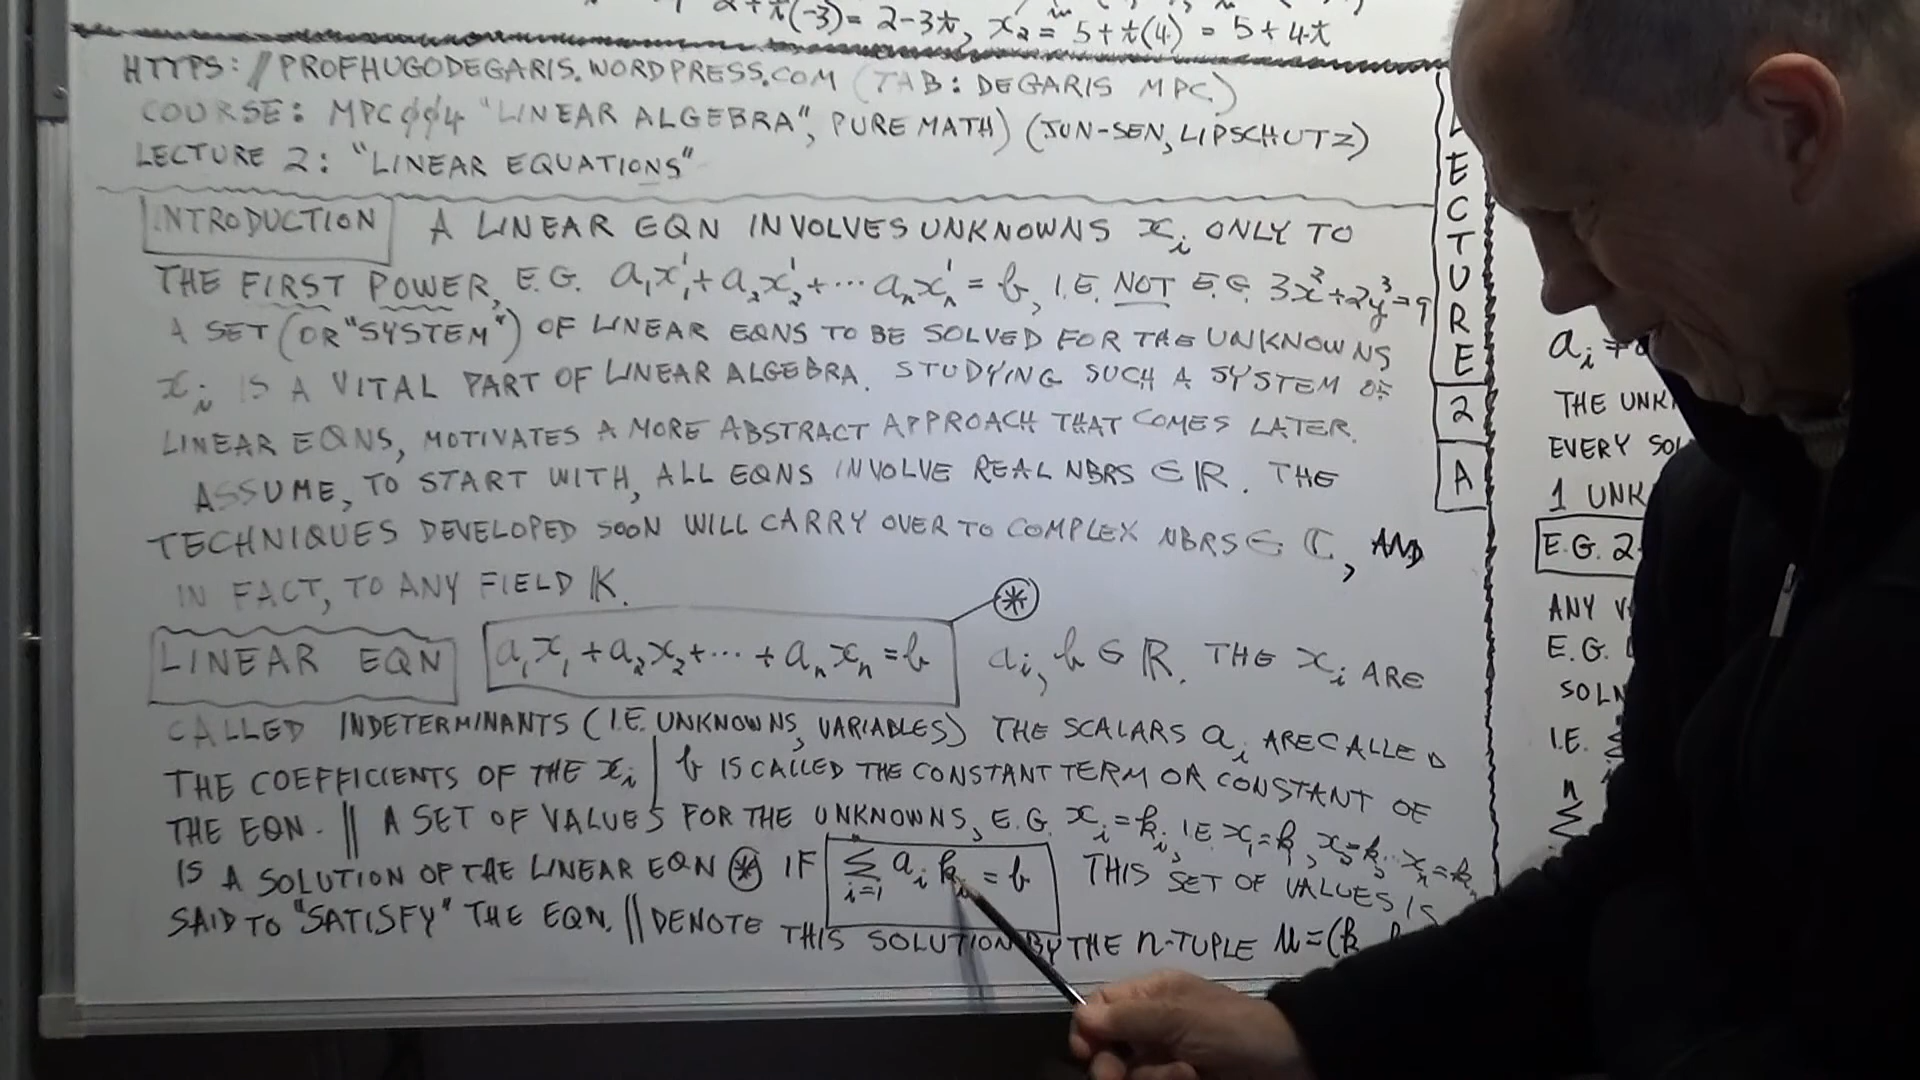 2+t(-3) = 2-3t, x₂ = 5+t(4) = 5+4t
HTTPS://PROFHUGODEGARIS.WORDPRESS.COM (TAB: DEGARIS MPC)
COURSE: MPCφφ4 "LINEAR ALGEBRA", PURE MATH) (JUN-SEN, LIPSCHUTZ)
LECTURE 2: "LINEAR EQUATIONS"
INTRODUCTION A LINEAR EQN INVOLVES UNKNOWNS xᵢ ONLY TO
THE FIRST POWER, E.G. a₁x₁¹ + a₂x₂¹ + ··· aₙxₙ¹ = b, I.E. NOT E.G. 3x² + 2y³ = 9
A SET (OR "SYSTEM") OF LINEAR EQNS TO BE SOLVED FOR THE UNKNOWNS
xᵢ IS A VITAL PART OF LINEAR ALGEBRA. STUDYING SUCH A SYSTEM OF
LINEAR EQNS, MOTIVATES A MORE ABSTRACT APPROACH THAT COMES LATER.
ASSUME, TO START WITH, ALL EQNS INVOLVE REAL NBRS ∈ ℝ. THE
TECHNIQUES DEVELOPED SOON WILL CARRY OVER TO COMPLEX NBRS ∈ ℂ, AND
IN FACT, TO ANY FIELD 𝕂.
⊛
LINEAR EQN a₁x₁ + a₂x₂ + ··· + aₙxₙ = b aᵢ, b ∈ ℝ. THE xᵢ ARE
CALLED INDETERMINANTS (I.E. UNKNOWNS, VARIABLES) THE SCALARS aᵢ ARE CALLED
THE COEFFICIENTS OF THE xᵢ | b IS CALLED THE CONSTANT TERM OR CONSTANT OF
THE EQN. || A SET OF VALUES FOR THE UNKNOWNS, E.G. xᵢ = kᵢ, I.E. x₁ = k₁, x₂ = k₂ ··· xₙ = kₙ
IS A SOLUTION OF THE LINEAR EQN ⊛ IF ∑ᵢ₌₁ⁿ aᵢkᵢ = b THIS SET OF VALUES IS
SAID TO "SATISFY" THE EQN. || DENOTE THIS SOLUTION BY THE n-TUPLE u = (k
LECTURE
2
A
aᵢ ≠
THE UNK
EVERY SOL
1 UNK
E.G. 2
ANY V
E.G.
SOLN
I.E.
n
∑